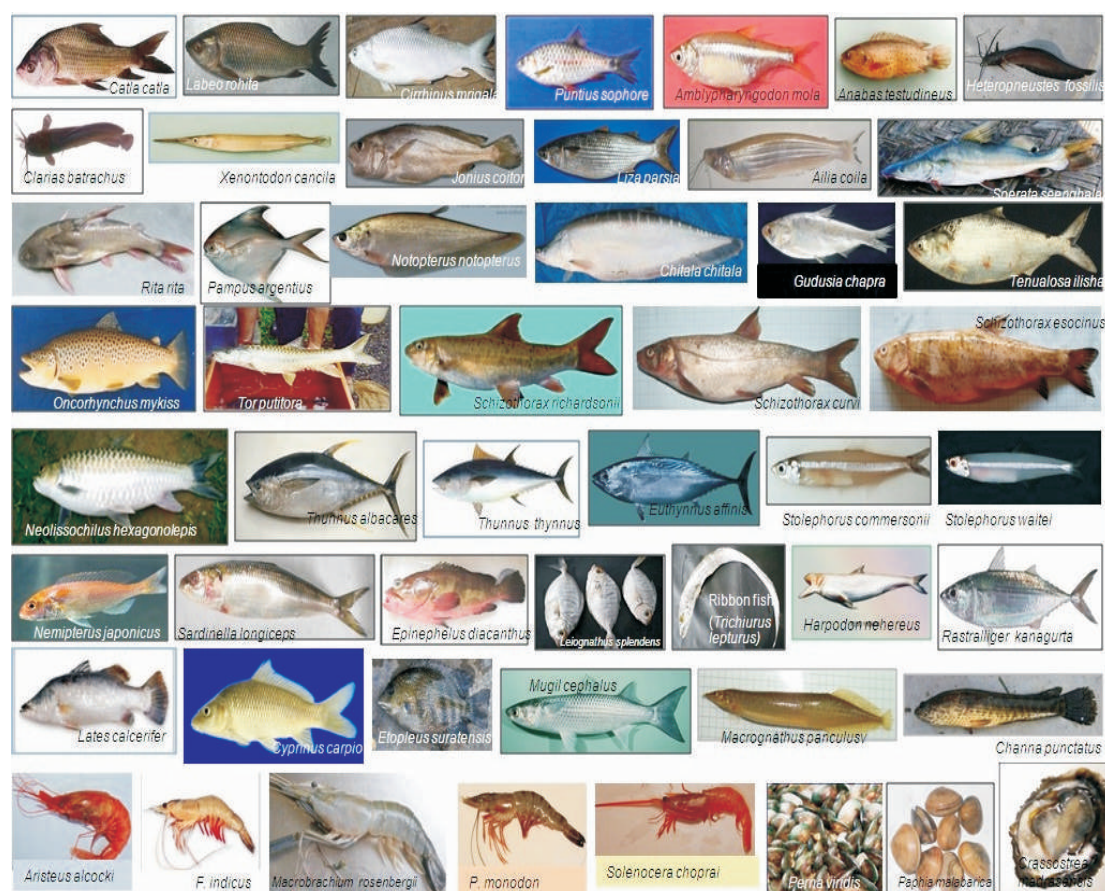 Catla catla
Labeo rohita
Cirrhinus mrigala
Puntius sophore
Amblypharyngodon mola
Anabas testudineus
Heteropneustes fossilis
Clarias batrachus
Xenontodon cancila
Jonius coitor
Liza parsia
Ailia coila
Sperata seenghala
Rita rita
Pampus argentius
Notopterus notopterus
Chitala chitala
Gudusia chapra
Tenualosa ilisha
Oncorhynchus mykiss
Tor putitora
Schizothorax richardsonii
Schizothorax curvi
Schizothorax esocinus
Neolissochilus hexagonolepis
Thunnus albacares
Thunnus thynnus
Euthynnus affinis
Stolephorus commersonii
Stolephorus waitei
Nemipterus japonicus
Sardinella longiceps
Epinephelus diacanthus
Leiognathus splendens
Ribbon fish
(Trichiurus
lepturus)
Harpodon nehereus
Rastralliger kanagurta
Lates calcerifer
Cyprinus carpio
Etopleus suratensis
Mugil cephalus
Macrognathus panculusv
Channa punctatus
Aristeus alcocki
F. indicus
Macrobrachium rosenbergii
P. monodon
Solenocera choprai
Perna viridis
Paphia malabarica
Crassostrea
madrasensis